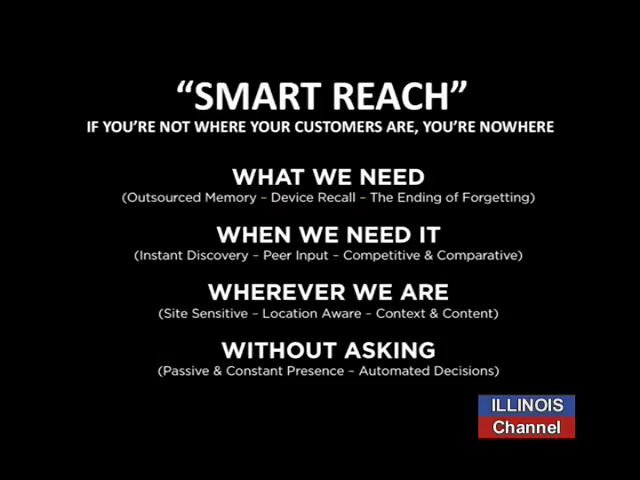 “SMART REACH”
IF YOU’RE NOT WHERE YOUR CUSTOMERS ARE, YOU’RE NOWHERE
WHAT WE NEED
(Outsourced Memory – Device Recall – The Ending of Forgetting)
WHEN WE NEED IT
(Instant Discovery – Peer Input – Competitive & Comparative)
WHEREVER WE ARE
(Site Sensitive – Location Aware – Context & Content)
WITHOUT ASKING
(Passive & Constant Presence – Automated Decisions)
ILLINOIS
Channel